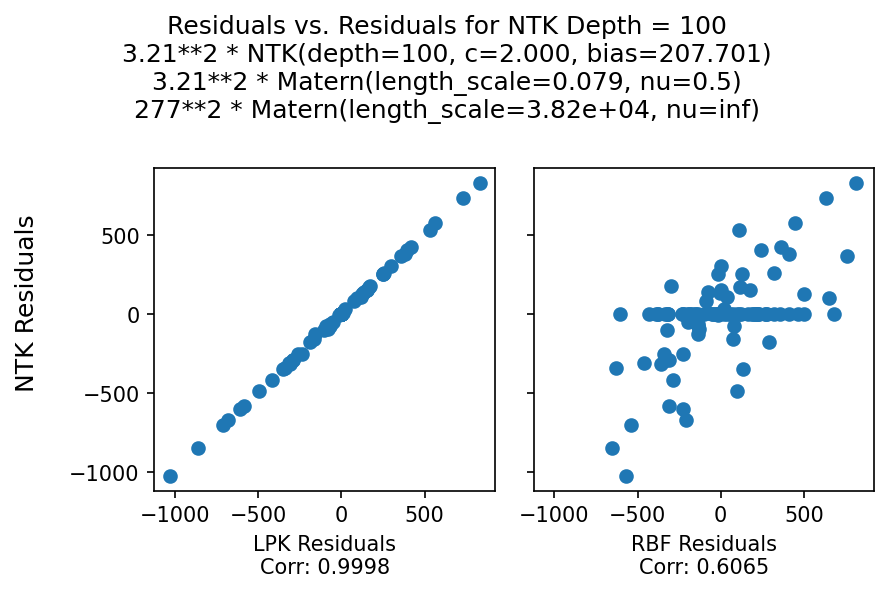 Residuals vs. Residuals for NTK Depth = 100
3.21**2 * NTK(depth=100, c=2.000, bias=207.701)
3.21**2 * Matern(length_scale=0.079, nu=0.5)
277**2 * Matern(length_scale=3.82e+04, nu=inf)
NTK Residuals
500
0
−500
−1000
−1000 −500 0 500
LPK Residuals
Corr: 0.9998
−1000 −500 0 500
RBF Residuals
Corr: 0.6065